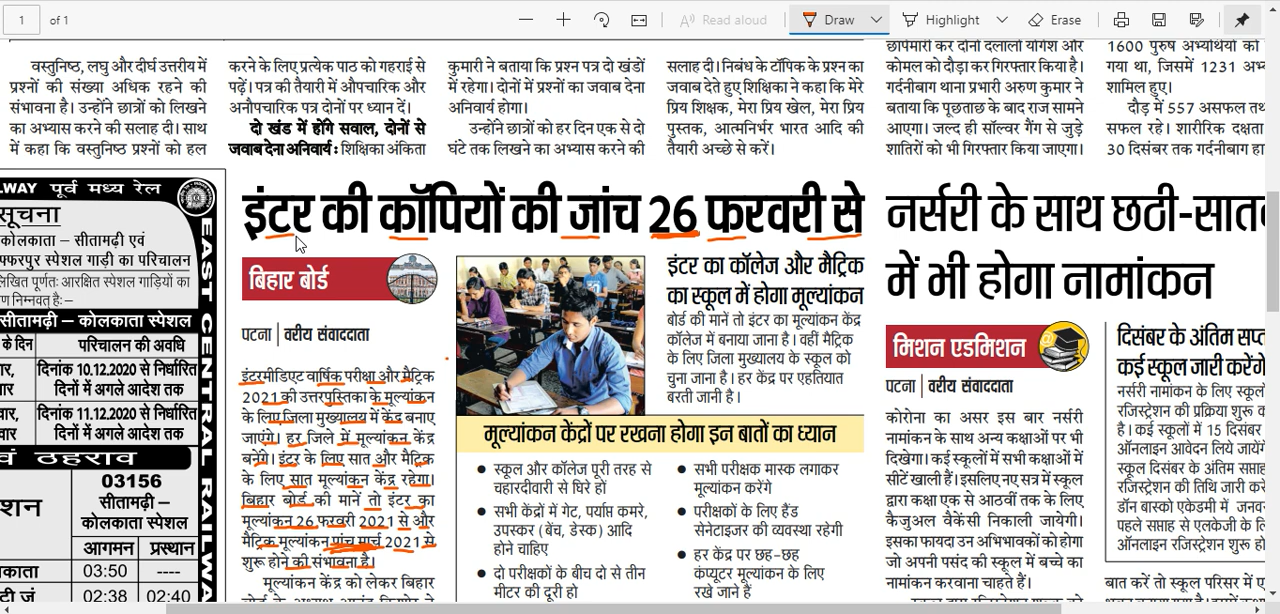 1
of 1
Read aloud
Draw
Highlight
Erase
वस्तुनिष्ठ, लघु और दीर्घ उत्तरीय में
प्रश्नों की संख्या अधिक रहने की
संभावना है। उन्होंने छात्रों को लिखने
का अभ्यास करने की सलाह दी। साथ
में कहा कि वस्तुनिष्ठ प्रश्नों को हल
करने के लिए प्रत्येक पाठ को गहराई से
पढ़ें। पत्र की तैयारी में औपचारिक और
अनौपचारिक पत्र दोनों पर ध्यान दें।
दो खंड में होंगे सवाल, दोनों से
जवाब देना अनिवार्य : शिक्षिका अंकिता
कुमारी ने बताया कि प्रश्न पत्र दो खंडों
में रहेगा। दोनों में प्रश्नों का जवाब देना
अनिवार्य होगा।
उन्होंने छात्रों को हर दिन एक से दो
घंटे तक लिखने का अभ्यास करने की
सलाह दी। निबंध के टॉपिक के प्रश्न का
जवाब देते हुए शिक्षिका ने कहा कि मेरे
प्रिय शिक्षक, मेरा प्रिय खेल, मेरा प्रिय
पुस्तक, आत्मनिर्भर भारत आदि की
तैयारी अच्छे से करें।
छापेमारी कर दोनों दलालों योगेश और
कोमल को दौड़ा कर गिरफ्तार किया है।
गर्दनीबाग थाना प्रभारी अरुण कुमार ने
बताया कि पूछताछ के बाद राज सामने
आएगा। जल्द ही सॉल्वर गैंग से जुड़े
शातिरों को भी गिरफ्तार किया जाएगा।
1600 पुरुष अभ्यर्थियों को
गया था, जिसमें 1231 अभ्य
शामिल हुए।
दौड़ में 557 असफल तथ
सफल रहे। शारीरिक दक्षता
30 दिसंबर तक गर्दनीबाग हा
LWAY पूर्व मध्य रेल
सूचना
कोलकाता – सीतामढ़ी एवं
फ्फरपुर स्पेशल गाड़ी का परिचालन
लिखित पूर्णतः आरक्षित स्पेशल गाड़ियों का
निम्नवत है:–
सीतामढ़ी – कोलकाता स्पेशल
के दिन परिचालन की अवधि
दिनांक 10.12.2020 से निर्धारित
दिनों में अगले आदेश तक
दिनांक 11.12.2020 से निर्धारित
दिनों में अगले आदेश तक
वं ठहराव
03156
सीतामढ़ी –
कोलकाता स्पेशल
शन
आगमन प्रस्थान
काता 03:50 ----
02:38 02:40
EAST CENTRAL RAILWA
इंटर की कॉपियों की जांच 26 फरवरी से
बिहार बोर्ड
पटना | वरीय संवाददाता
इंटरमीडिएट वार्षिक परीक्षा और मैट्रिक
2021 की उत्तरपुस्तिका के मूल्यांकन
के लिए जिला मुख्यालय में केंद्र बनाए
जाएंगे। हर जिले में मूल्यांकन केंद्र
बनेंगे। इंटर के लिए सात और मैट्रिक
के लिए सात मूल्यांकन केंद्र रहेगा।
बिहार बोर्ड की मानें तो इंटर का
मूल्यांकन 26 फरवरी 2021 से और
मैट्रिक मूल्यांकन पांच मार्च 2021 से
शुरू होने की संभावना है।
मूल्यांकन केंद्र को लेकर बिहार
इंटर का कॉलेज और मैट्रिक
का स्कूल में होगा मूल्यांकन
बोर्ड की मानें तो इंटर का मूल्यांकन केंद्र
कॉलेज में बनाया जाना है। वहीं मैट्रिक
के लिए जिला मुख्यालय के स्कूल को
चुना जाना है। हर केंद्र पर एहतियात
बरती जानी है।
मूल्यांकन केंद्रों पर रखना होगा इन बातों का ध्यान
● स्कूल और कॉलेज पूरी तरह से
चहारदीवारी से घिरे हों
● सभी केंद्रों में गेट, पर्याप्त कमरे,
उपस्कर (बेंच, डेस्क) आदि
होने चाहिए
● दो परीक्षकों के बीच दो से तीन
मीटर की दूरी हो
● सभी परीक्षक मास्क लगाकर
मूल्यांकन करेंगे
● परीक्षकों के लिए हैंड
सेनेटाइजर की व्यवस्था रहेगी
● हर केंद्र पर छह-छह
कंप्यूटर मूल्यांकन के लिए
रखे जाने हैं
नर्सरी के साथ छठी-सात
में भी होगा नामांकन
मिशन एडमिशन
पटना | वरीय संवाददाता
कोरोना का असर इस बार नर्सरी
नामांकन के साथ अन्य कक्षाओं पर भी
दिखेगा। कई स्कूलों में सभी कक्षाओं में
सीटें खाली हैं। इसलिए नए सत्र में स्कूल
द्वारा कक्षा एक से आठवीं तक के लिए
कैजुअल वैकेंसी निकाली जायेगी।
इसका फायदा उन अभिभावकों को होगा
जो अपनी पसंद की स्कूल में बच्चे का
नामांकन करवाना चाहते हैं।
दिसंबर के अंतिम सप्त
कई स्कूल जारी करेंगे
नर्सरी नामांकन के लिए स्कूलों
रजिस्ट्रेशन की प्रक्रिया शुरू क
है। कई स्कूलों में 15 दिसंबर
ऑनलाइन आवेदन लिये जायेंगे
स्कूल दिसंबर के अंतिम सप्ताह
रजिस्ट्रेशन की तिथि जारी करे
डॉन बास्को एकेडमी में जनव
पहले सप्ताह से एलकेजी के लि
ऑनलाइन रजिस्ट्रेशन शुरू हो
बात करें तो स्कूल परिसर में ए